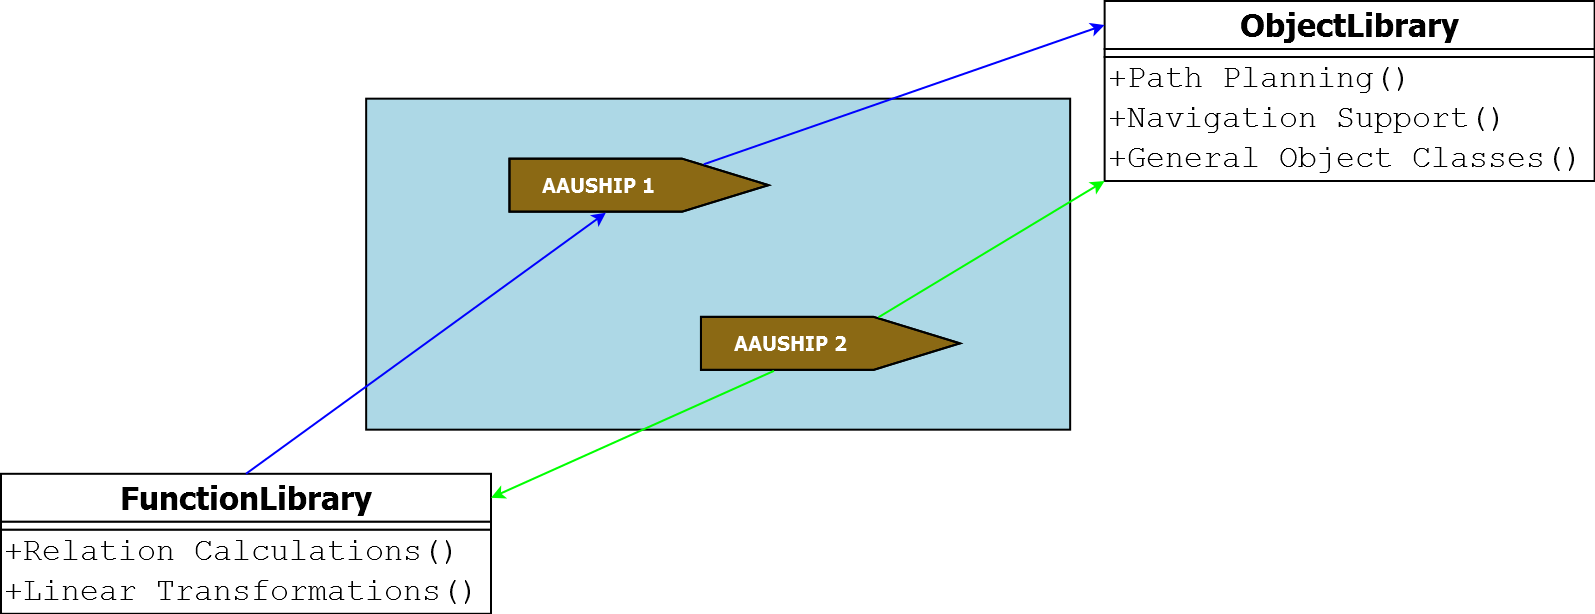 ObjectLibrary
+Path Planning()
+Navigation Support()
+General Object Classes()
AAUSHIP 1
AAUSHIP 2
FunctionLibrary
+Relation Calculations()
+Linear Transformations()